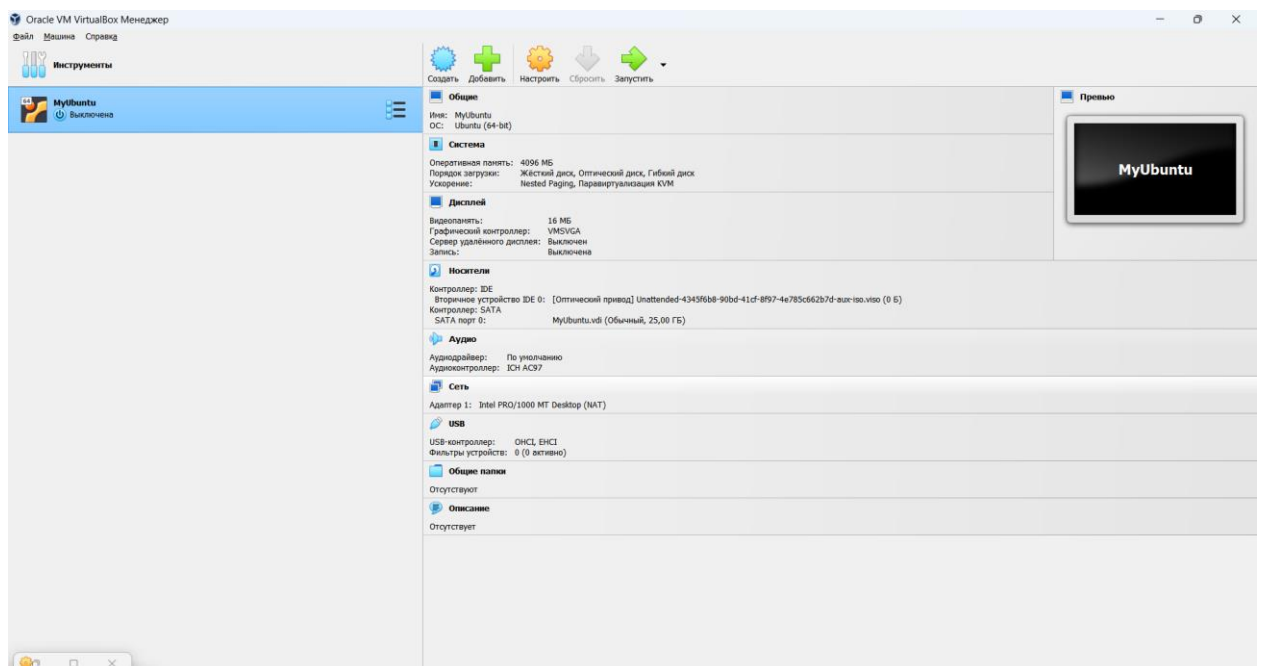 Oracle VM VirtualBox Менеджер
Файл Машина Справка
Инструменты
Создать Добавить Настроить Сбросить Запустить
64
MyUbuntu
Выключена
Общие
Имя: MyUbuntu
ОС: Ubuntu (64-bit)
Превью
MyUbuntu
Система
Оперативная память: 4096 МБ
Порядок загрузки: Жёсткий диск, Оптический диск, Гибкий диск
Ускорение: Nested Paging, Паравиртуализация KVM
Дисплей
Видеопамять: 16 МБ
Графический контроллер: VMSVGA
Сервер удалённого дисплея: Выключен
Запись: Выключена
Носители
Контроллер: IDE
Вторичное устройство IDE 0: [Оптический привод] Unattended-4345f6b8-90bd-41cf-8f97-4e785c662b7d-aux-iso.viso (0 Б)
Контроллер: SATA
SATA порт 0: MyUbuntu.vdi (Обычный, 25,00 ГБ)
Аудио
Аудиодрайвер: По умолчанию
Аудиоконтроллер: ICH AC97
Сеть
Адаптер 1: Intel PRO/1000 MT Desktop (NAT)
USB
USB-контроллер: OHCI, EHCI
Фильтры устройств: 0 (0 активно)
Общие папки
Отсутствуют
Описание
Отсутствует